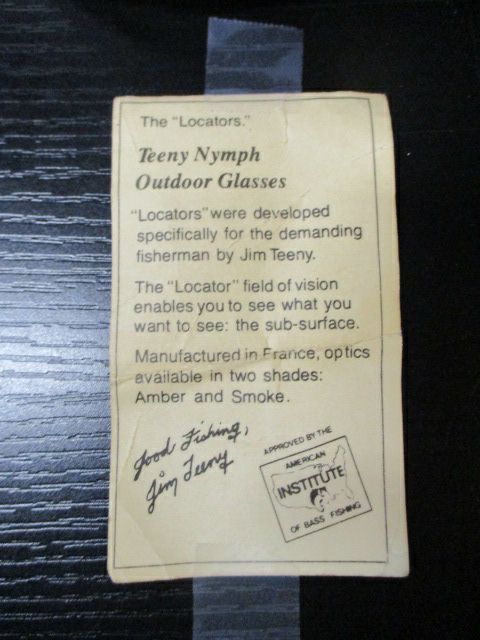 The "Locators."
Teeny Nymph
Outdoor Glasses
"Locators" were developed
specifically for the demanding
fisherman by Jim Teeny.
The "Locator" field of vision
enables you to see what you
want to see: the sub-surface.
Manufactured in France, optics
available in two shades:
Amber and Smoke.
Good Fishing,
Jim Teeny
APPROVED BY THE
AMERICAN
INSTITUTE
OF BASS FISHING